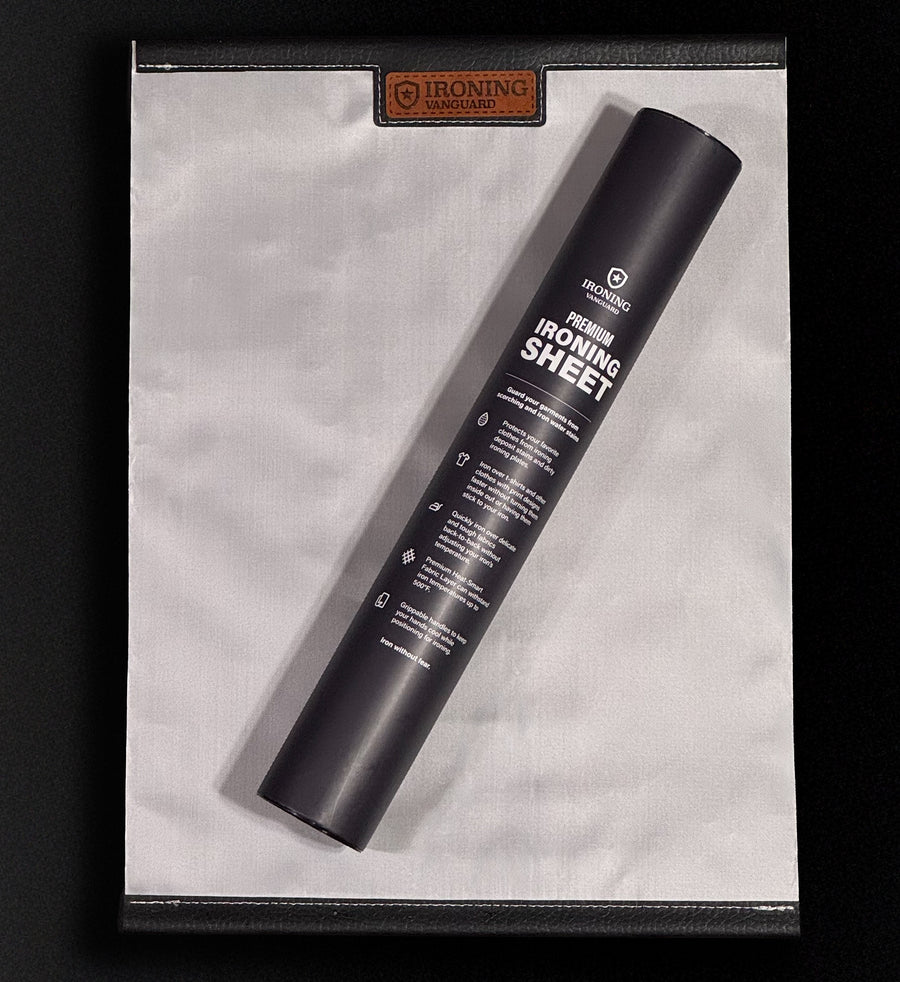 IRONING
VANGUARD
IRONING
VANGUARD
PREMIUM
IRONING
SHEET
Guard your garments from
scorching and iron water stains
Protects your favorite
clothes from ironing
deposit stains and dirty
ironing plates.
Iron over t-shirts and other
clothes with print designs
faster without turning them
inside out or having them
stick to your iron.
Quickly iron over delicate
and tough fabrics
back-to-back without
adjusting your iron's
temperature.
Premium Heat-Smart
Fabric Layer can withstand
iron temperatures up to
500°F.
Grippable handles to keep
your hands cool while
positioning for ironing.
Iron without fear.